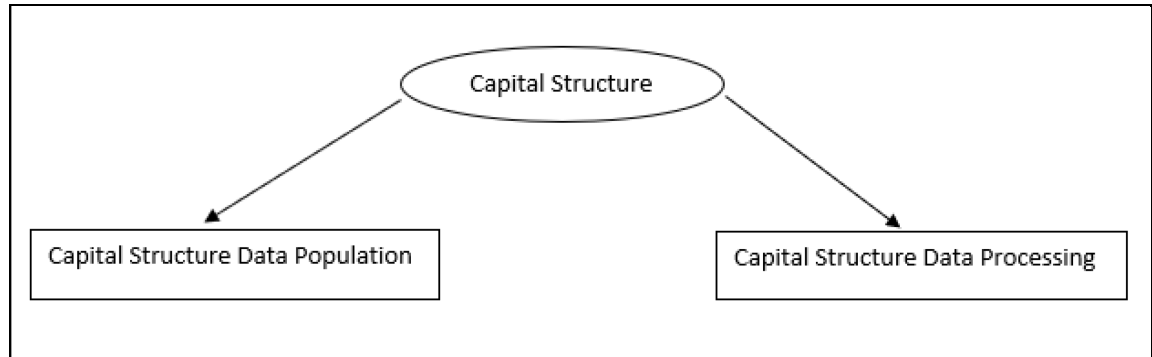 Capital Structure
Capital Structure Data Population
Capital Structure Data Processing